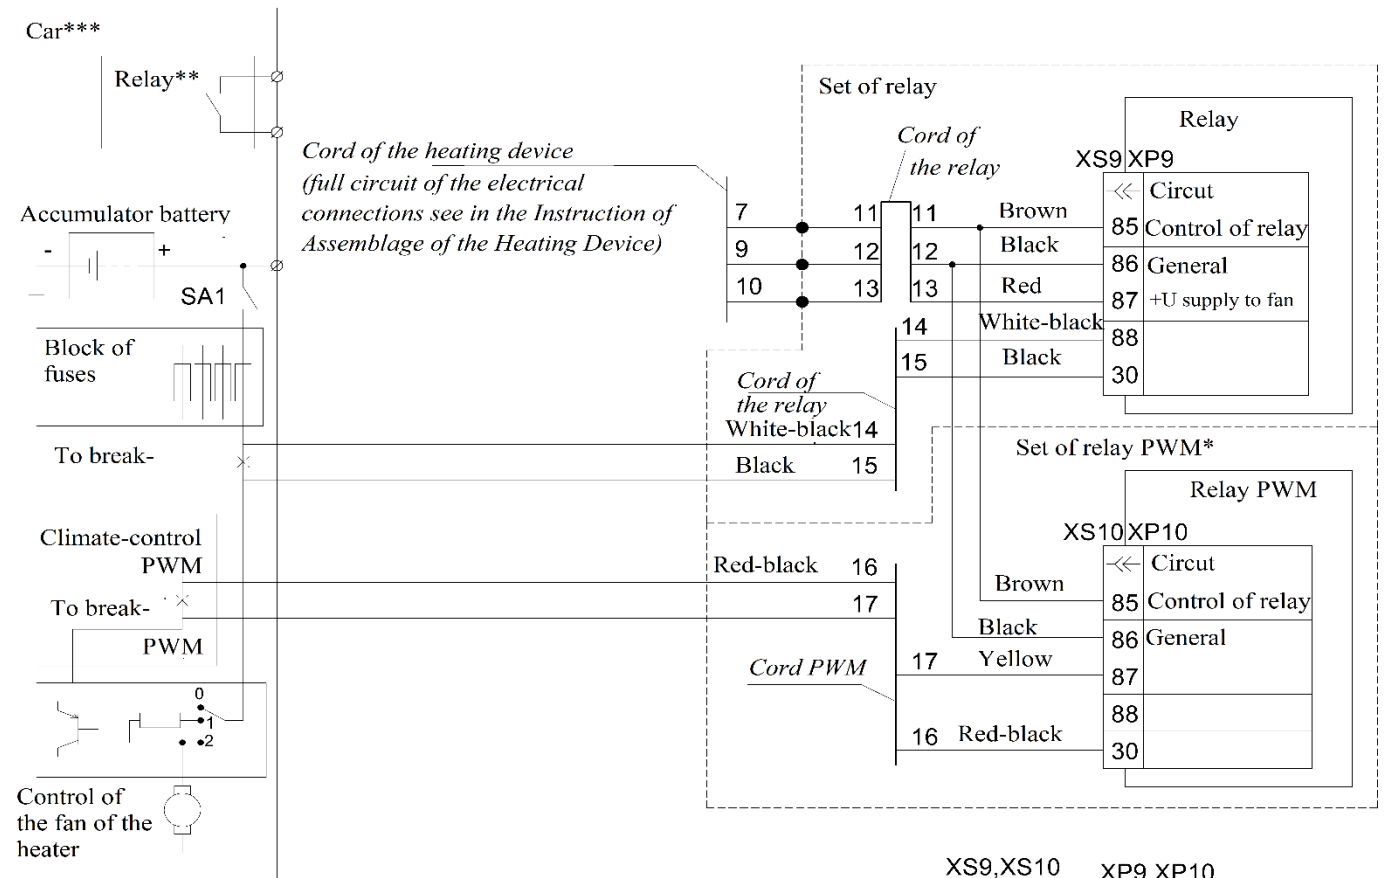 Car***
Relay**
Set of relay
Relay
Cord of
the relay
Cord of the heating device
(full circuit of the electrical
connections see in the Instruction of
Assemblage of the Heating Device)
XS9 XP9
Circut
7
11
11
Brown
85
Control of relay
9
12
12
Black
86
General
10
13
13
Red
87
+U supply to fan
14
White-black
88
15
Black
30
Accumulator battery
-
+
SA1
Block of
fuses
Cord of
the relay
White-black
14
Black
15
To break-
Set of relay PWM*
Relay PWM
XS10 XP10
Circut
Climate-control
PWM
Red-black
16
17
Brown
85
Control of relay
To break-
PWM
Black
86
General
Cord PWM
17
Yellow
87
88
16
Red-black
30
0
1
2
Control of
the fan of the
heater
XS9,XS10
XP9,XP10